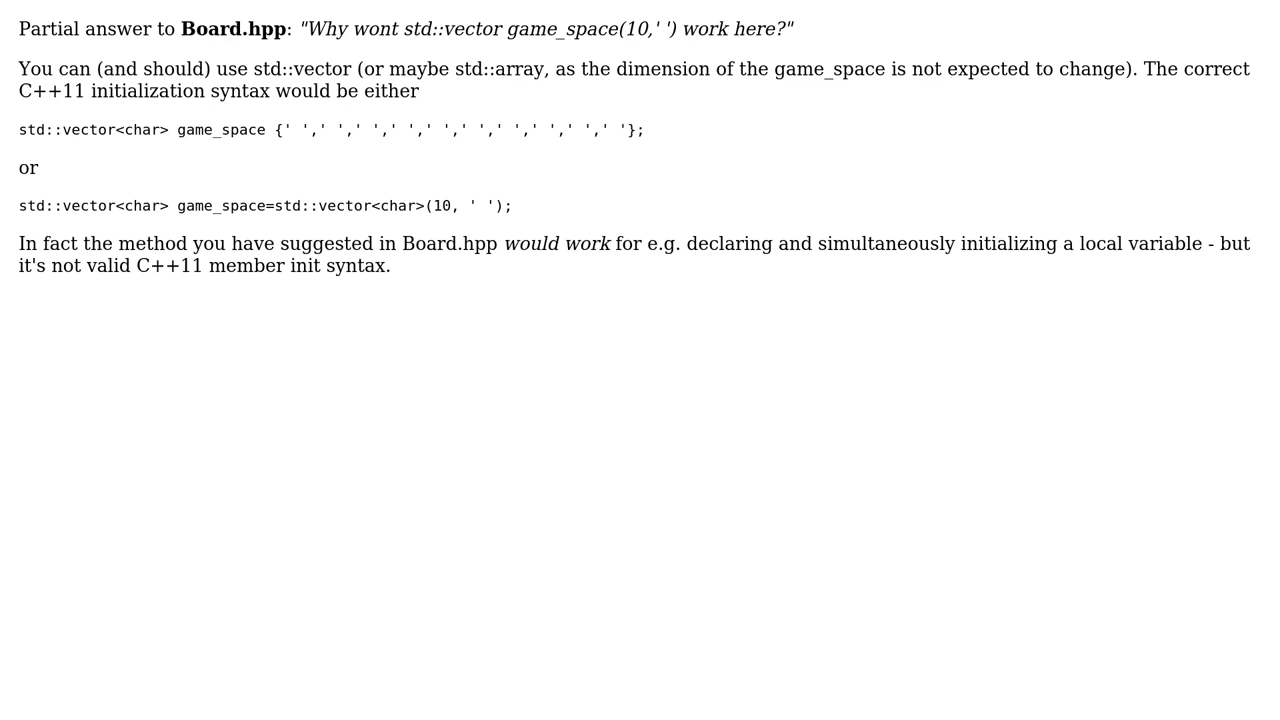 Partial answer to Board.hpp: "Why wont std::vector game_space(10,' ') work here?"
You can (and should) use std::vector (or maybe std::array, as the dimension of the game_space is not expected to change). The correct
C++11 initialization syntax would be either
std::vector<char> game_space {' ',' ',' ',' ',' ',' ',' ',' ',' ',' '};
or
std::vector<char> game_space=std::vector<char>(10, ' ');
In fact the method you have suggested in Board.hpp would work for e.g. declaring and simultaneously initializing a local variable - but
it's not valid C++11 member init syntax.